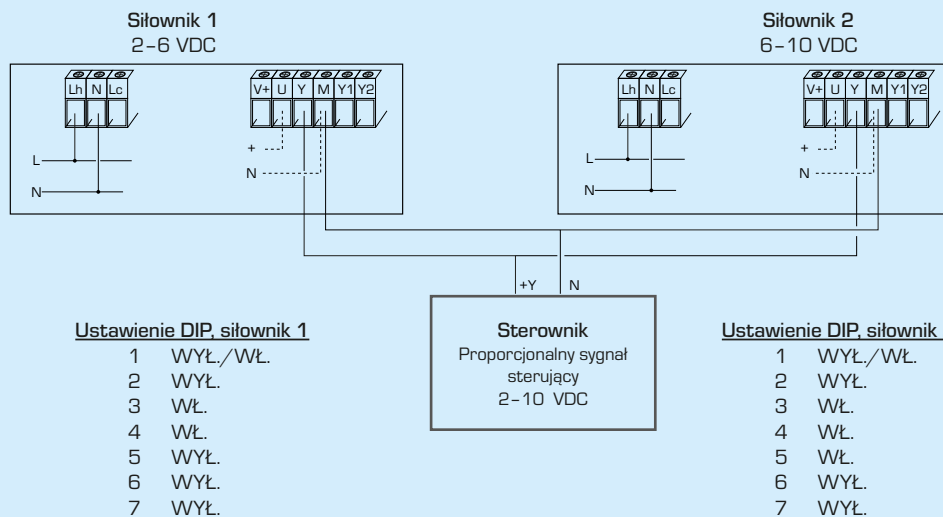 Siłownik 1
2–6 VDC
Siłownik 2
6–10 VDC
Lh N Lc
V+ U Y M Y1 Y2
+
N
L
N
Lh N Lc
V+ U Y M Y1 Y2
+
N
L
N
+Y N
Sterownik
Proporcjonalny sygnał
sterujący
2–10 VDC
Ustawienie DIP, siłownik 1
1 WYŁ./WŁ.
2 WYŁ.
3 WŁ.
4 WŁ.
5 WYŁ.
6 WYŁ.
7 WYŁ.
Ustawienie DIP, siłownik
1 WYŁ./WŁ.
2 WYŁ.
3 WŁ.
4 WŁ.
5 WŁ.
6 WYŁ.
7 WYŁ.